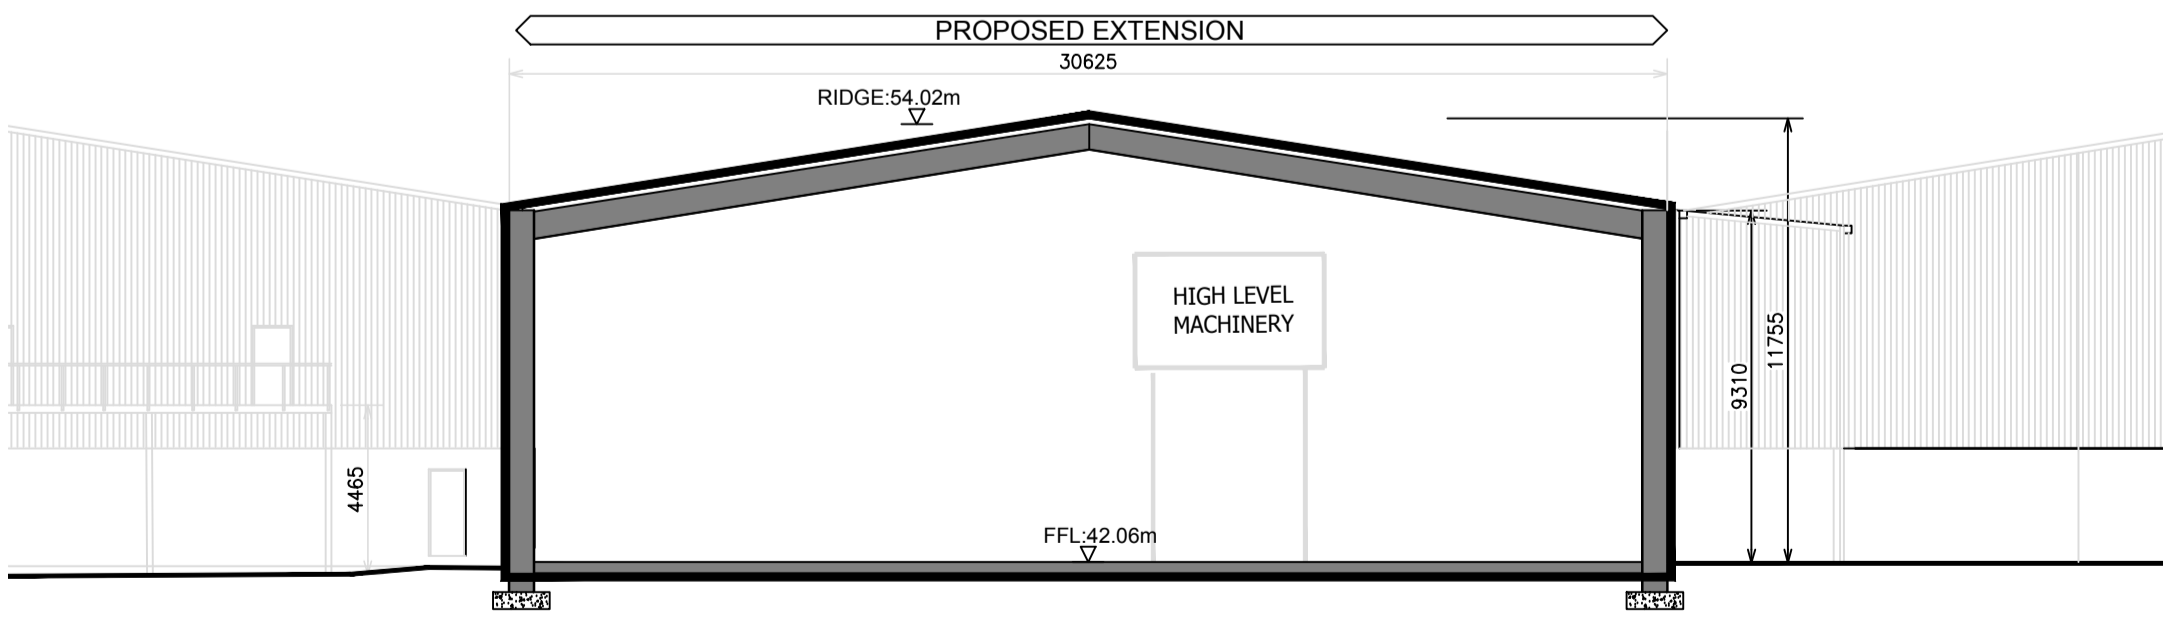 PROPOSED EXTENSION
30625
RIDGE:54.02m
HIGH LEVEL
MACHINERY
11755
9310
4465
FFL:42.06m